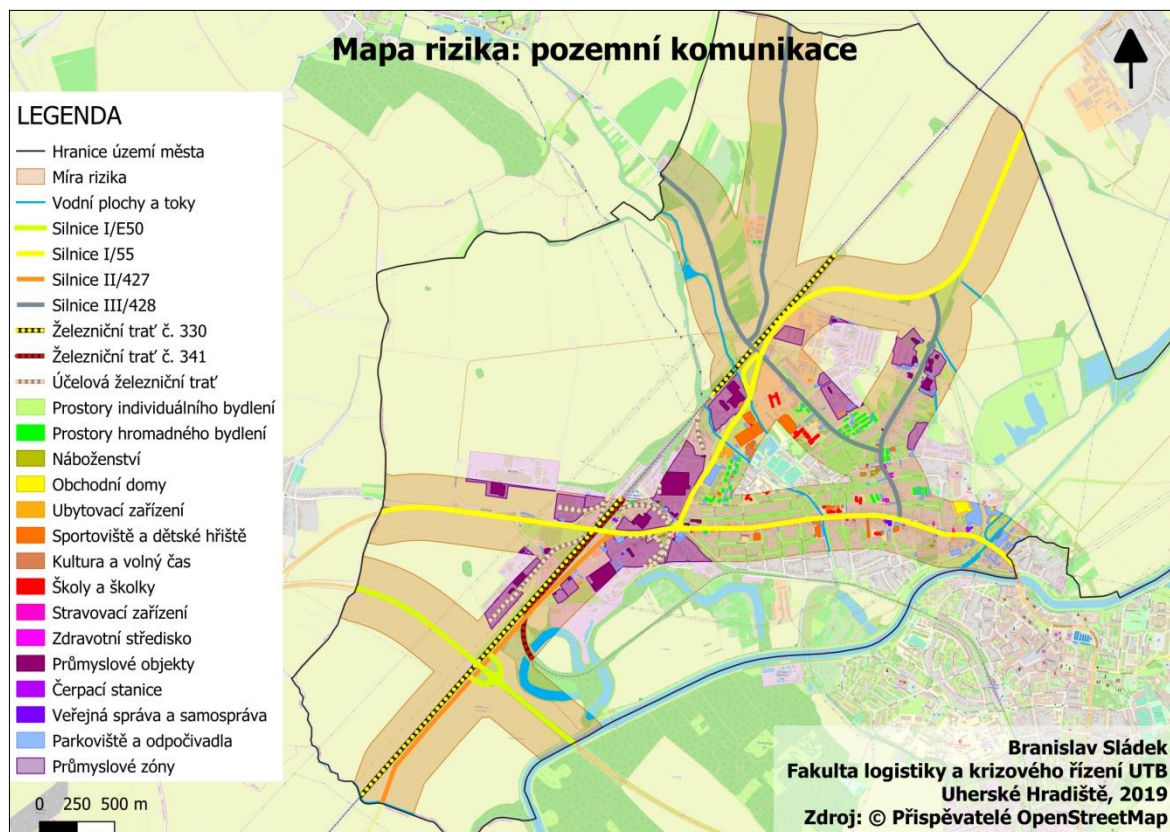 Mapa rizika: pozemní komunikace
LEGENDA
Hranice území města
Míra rizika
Vodní plochy a toky
Silnice I/E50
Silnice I/55
Silnice II/427
Silnice III/428
Železniční trať č. 330
Železniční trať č. 341
Účelová železniční trať
Prostory individuálního bydlení
Prostory hromadného bydlení
Náboženství
Obchodní domy
Ubytovací zařízení
Sportoviště a dětské hřiště
Kultura a volný čas
Školy a školky
Stravovací zařízení
Zdravotní středisko
Průmyslové objekty
Čerpací stanice
Veřejná správa a samospráva
Parkoviště a odpočivadla
Průmyslové zóny
0 250 500 m
Branislav Sládek
Fakulta logistiky a krizového řízení UTB
Uherské Hradiště, 2019
Zdroj: © Přispěvatelé OpenStreetMap